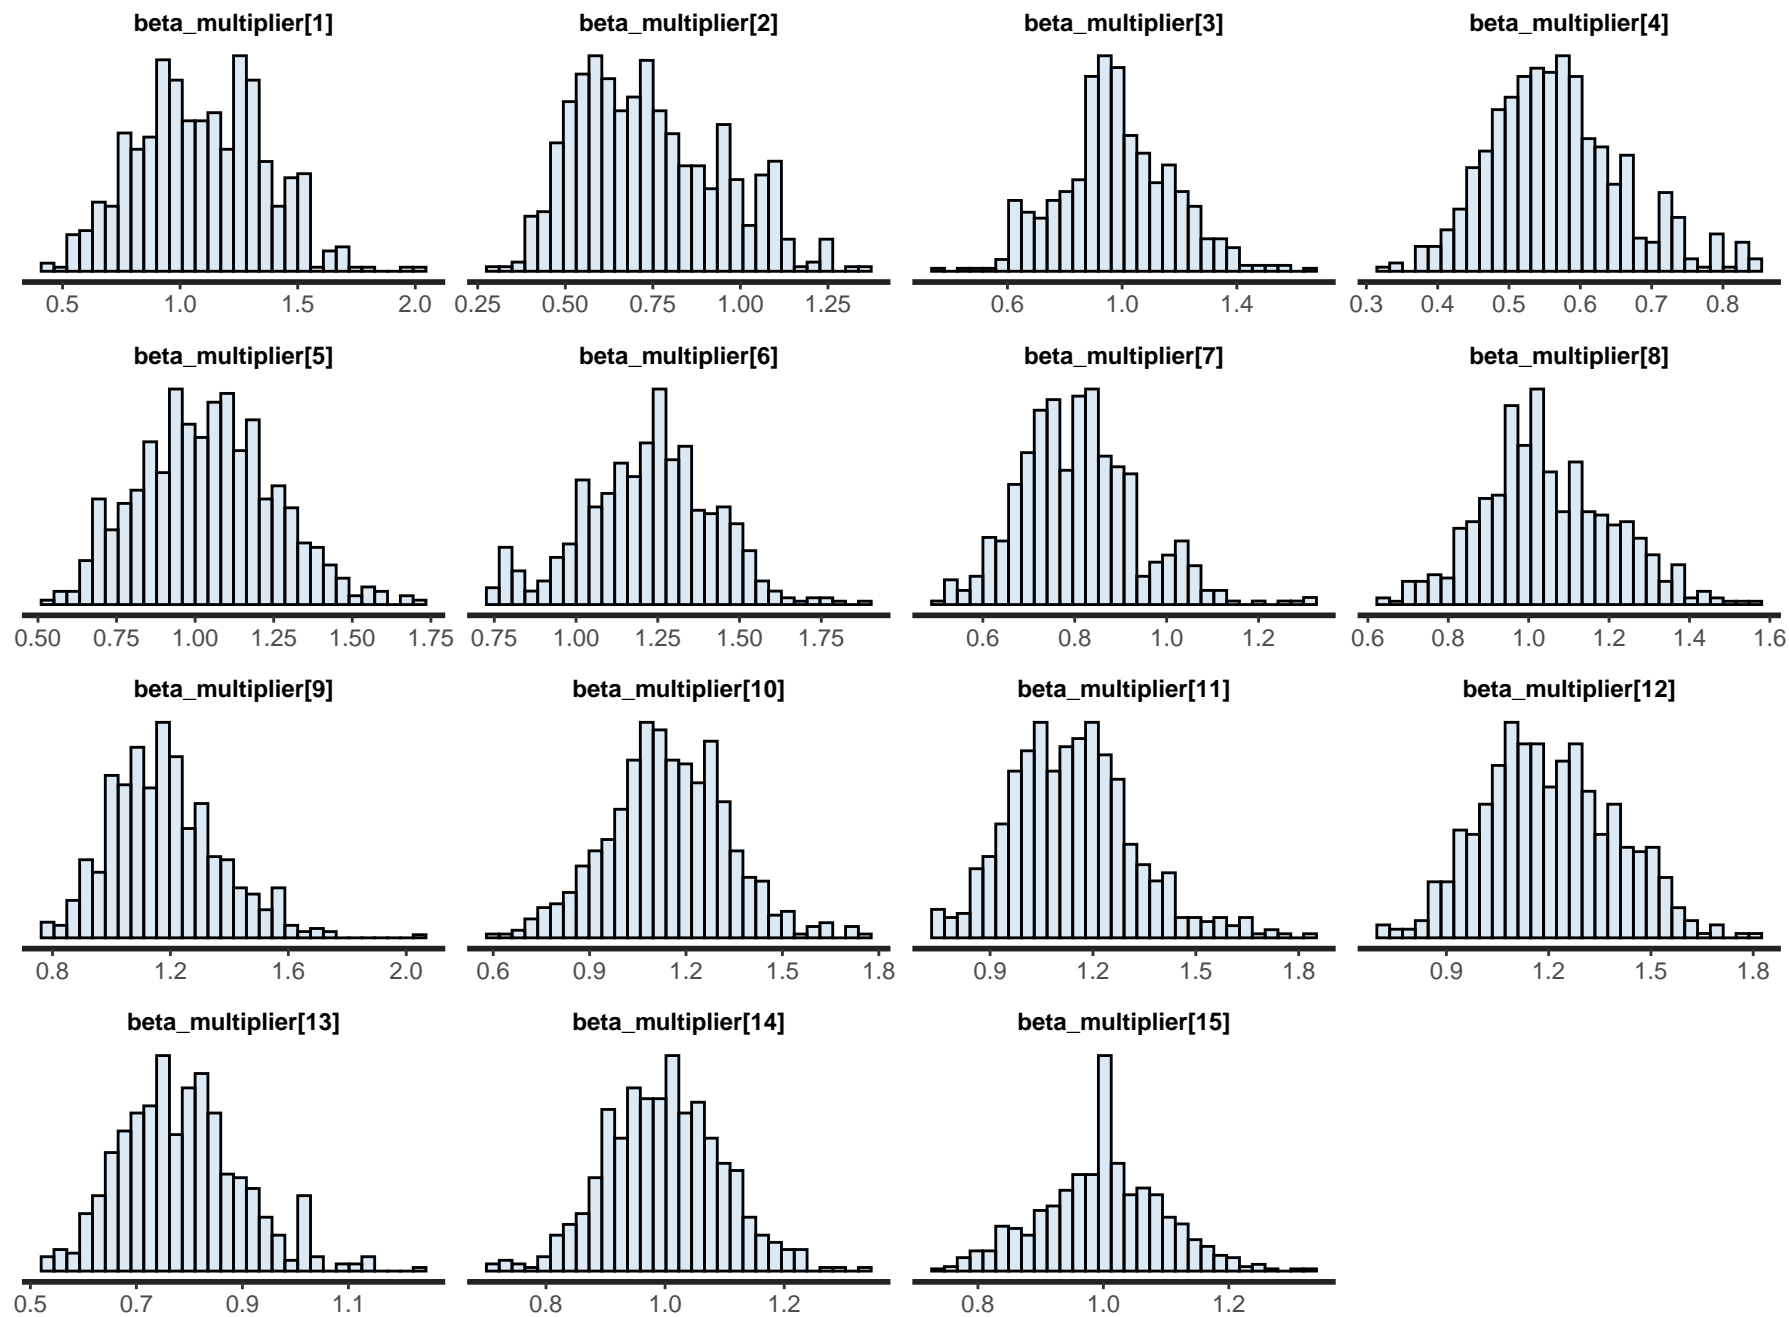 beta_multiplier[1] beta_multiplier[2] beta_multiplier[3] beta_multiplier[4]
0.5 1.0 1.5 2.0 0.25 0.50 0.75 1.00 1.25 0.6 1.0 1.4 0.3 0.4 0.5 0.6 0.7 0.8
beta_multiplier[5] beta_multiplier[6] beta_multiplier[7] beta_multiplier[8]
0.50 0.75 1.00 1.25 1.50 1.75 0.75 1.00 1.25 1.50 1.75 0.6 0.8 1.0 1.2 0.6 0.8 1.0 1.2 1.4 1.6
beta_multiplier[9] beta_multiplier[10] beta_multiplier[11] beta_multiplier[12]
0.8 1.2 1.6 2.0 0.6 0.9 1.2 1.5 1.8 0.9 1.2 1.5 1.8 0.9 1.2 1.5 1.8
beta_multiplier[13] beta_multiplier[14] beta_multiplier[15]
0.5 0.7 0.9 1.1 0.8 1.0 1.2 0.8 1.0 1.2